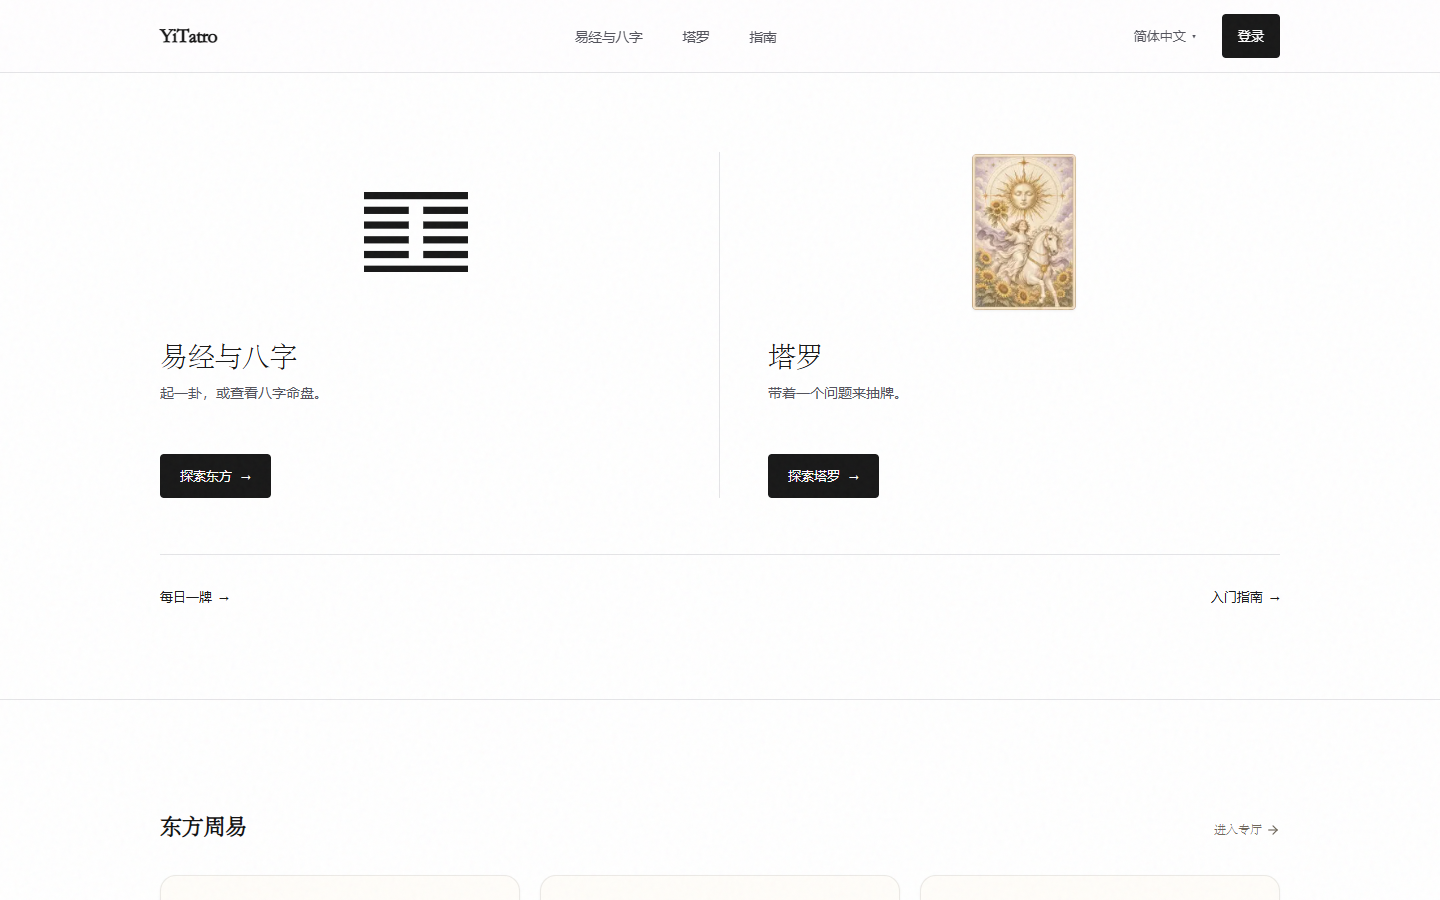 YiTatro
易经与八字
塔罗
指南
简体中文 ▾
登录
易经与八字
起一卦，或查看八字命盘。
探索东方 →
塔罗
带着一个问题来抽牌。
探索塔罗 →
每日一牌 →
入门指南 →
东方周易
进入专厅 →